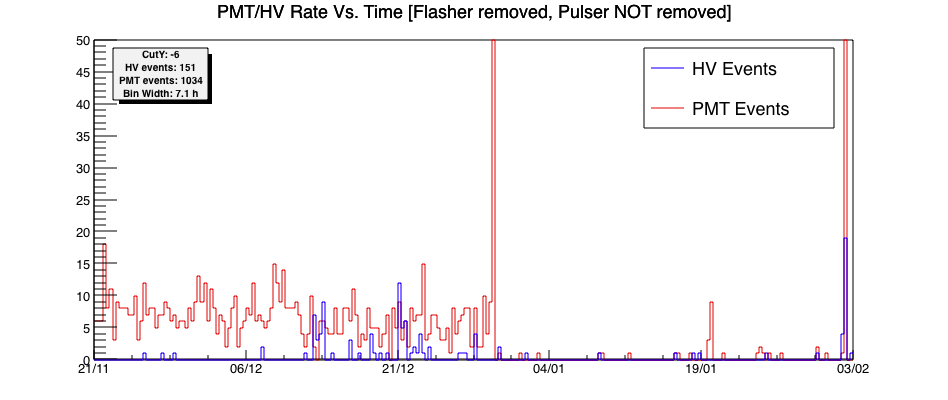 PMT/HV Rate Vs. Time [Flasher removed, Pulser NOT removed]
CutY: -6
HV events: 151
PMT events: 1034
Bin Width: 7.1 h
HV Events
PMT Events
50
45
40
35
30
25
20
15
10
5
0
21/11 06/12 21/12 04/01 19/01 03/02